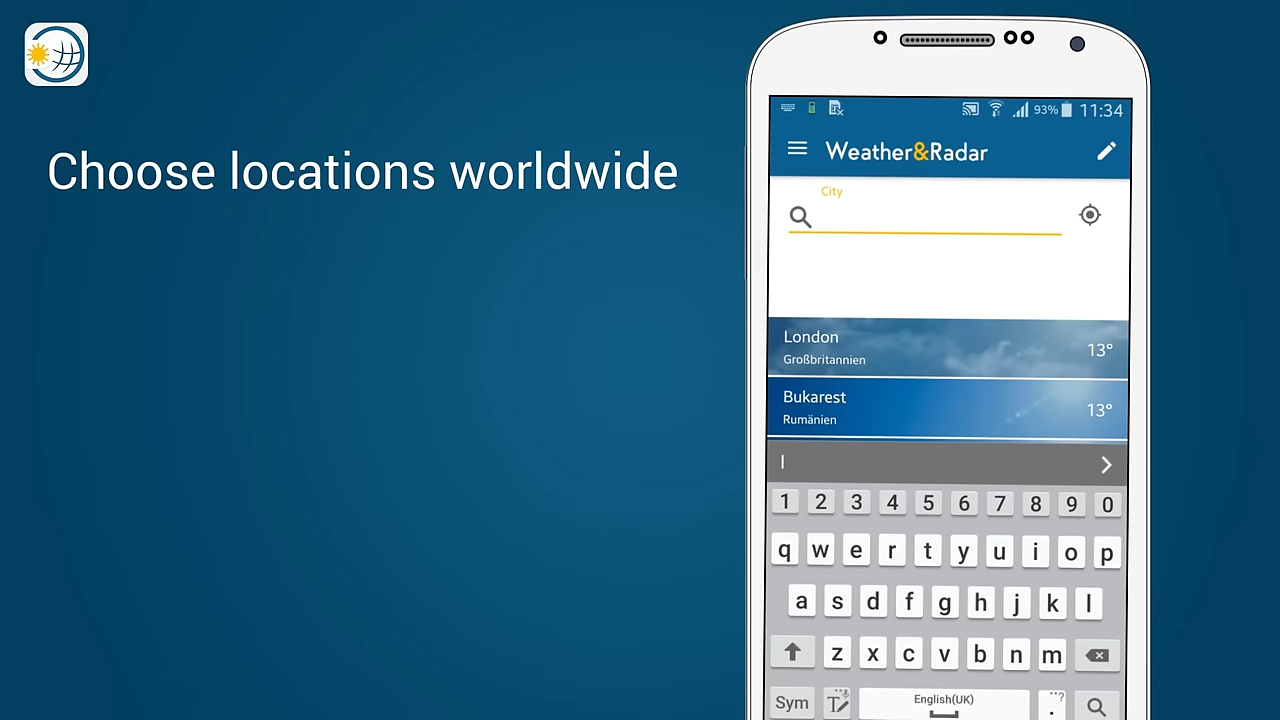 Choose locations worldwide
93% 11:34
Weather&Radar
City
London
Großbritannien
13°
Bukarest
Rumänien
13°
1 2 3 4 5 6 7 8 9 0
q w e r t y u i o p
a s d f g h j k l
z x c v b n m
Sym
English(UK)
. ?